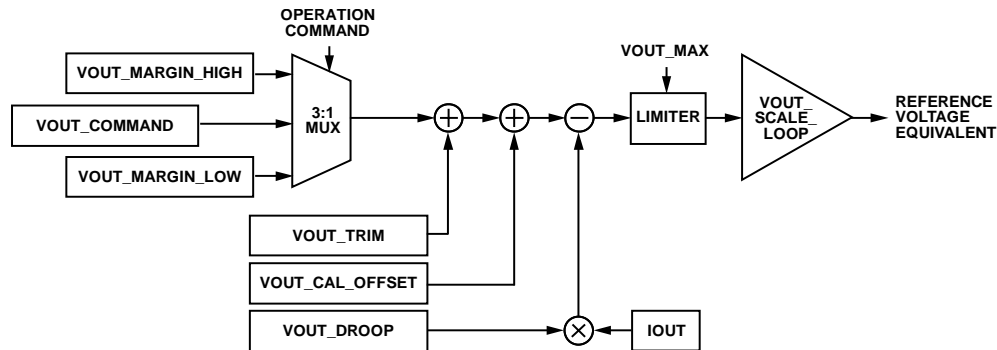 OPERATION
COMMAND
VOUT_MARGIN_HIGH
VOUT_COMMAND
VOUT_MARGIN_LOW
3:1
MUX
VOUT_TRIM
VOUT_CAL_OFFSET
VOUT_DROOP
+
+
−
×
IOUT
VOUT_MAX
LIMITER
VOUT_
SCALE_
LOOP
REFERENCE
VOLTAGE
EQUIVALENT